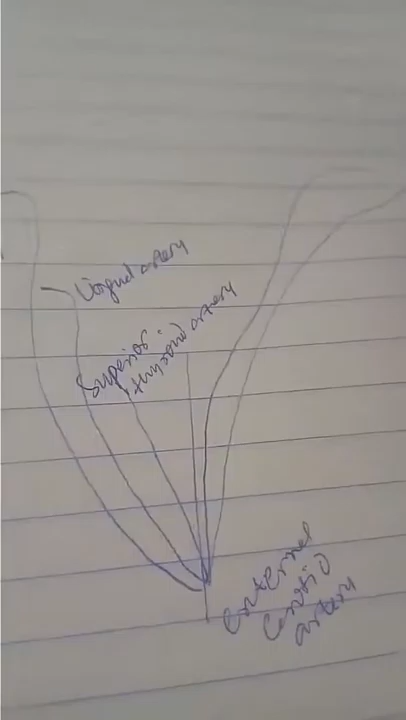 Lingual artery
Superior
thyroid artery
External
Carotid
artery